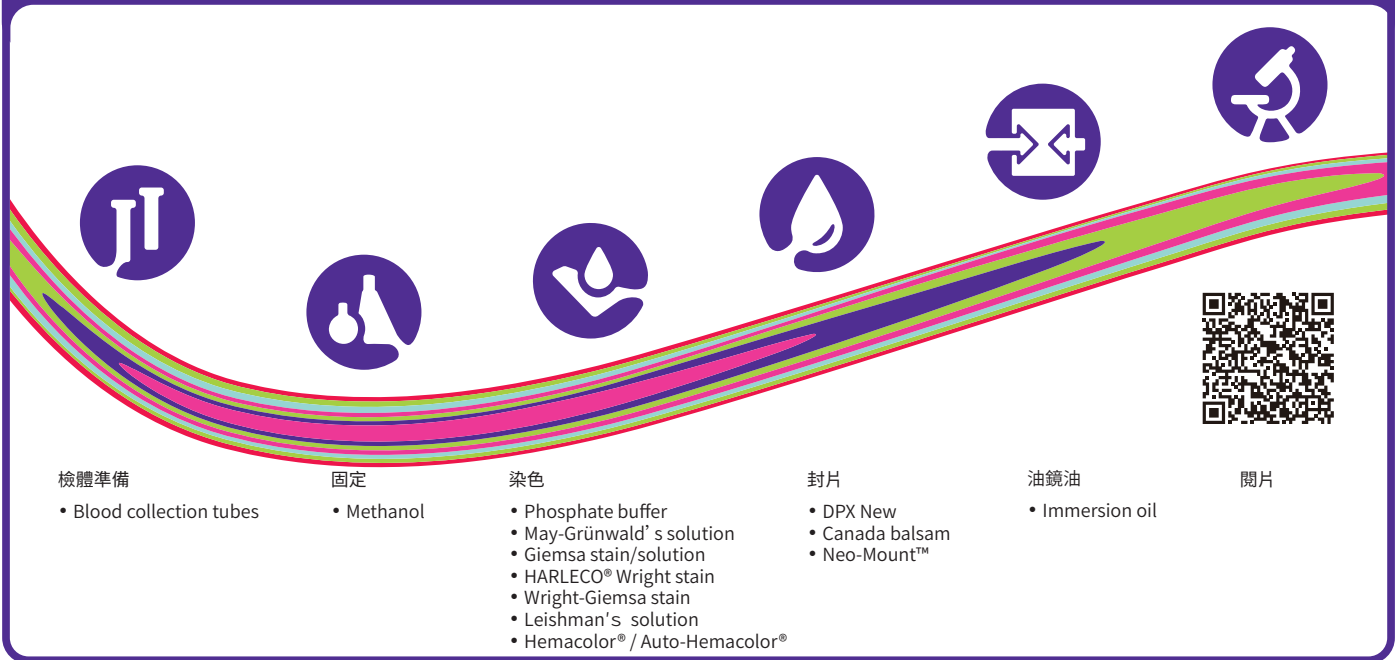 檢體準備
• Blood collection tubes
固定
• Methanol
染色
• Phosphate buffer
• May-Grünwald’ s solution
• Giemsa stain/solution
• HARLECO® Wright stain
• Wright-Giemsa stain
• Leishman's solution
• Hemacolor® / Auto-Hemacolor®
封片
• DPX New
• Canada balsam
• Neo-Mount™
油鏡油
• Immersion oil
閱片